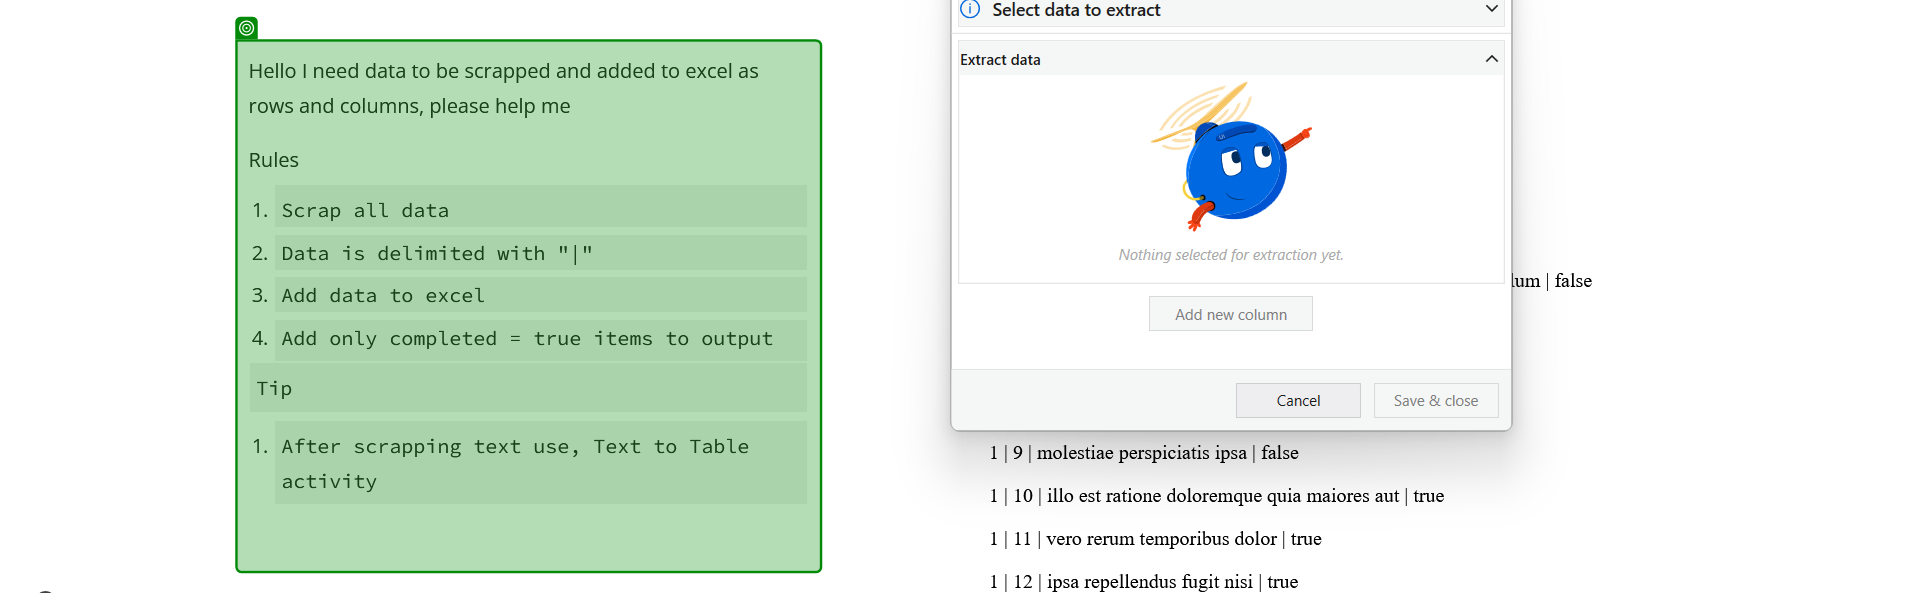 Hello I need data to be scrapped and added to excel as
rows and columns, please help me
Rules
1. Scrap all data
2. Data is delimited with "|"
3. Add data to excel
4. Add only completed = true items to output
Tip
1. After scrapping text use, Text to Table
activity
Select data to extract
Extract data
Nothing selected for extraction yet.
Add new column
Cancel
Save & close
| false
1 | 9 | molestiae perspiciatis ipsa | false
1 | 10 | illo est ratione doloremque quia maiores aut | true
1 | 11 | vero rerum temporibus dolor | true
1 | 12 | ipsa repellendus fugit nisi | true